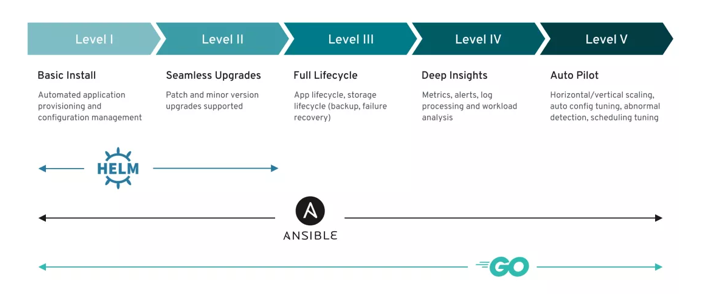 Level I
Level II
Level III
Level IV
Level V
Basic Install
Automated application
provisioning and
configuration management
Seamless Upgrades
Patch and minor version
upgrades supported
Full Lifecycle
App lifecycle, storage
lifecycle (backup, failure
recovery)
Deep Insights
Metrics, alerts, log
processing and workload
analysis
Auto Pilot
Horizontal/vertical scaling,
auto config tuning, abnormal
detection, scheduling tuning
HELM
ANSIBLE
GO